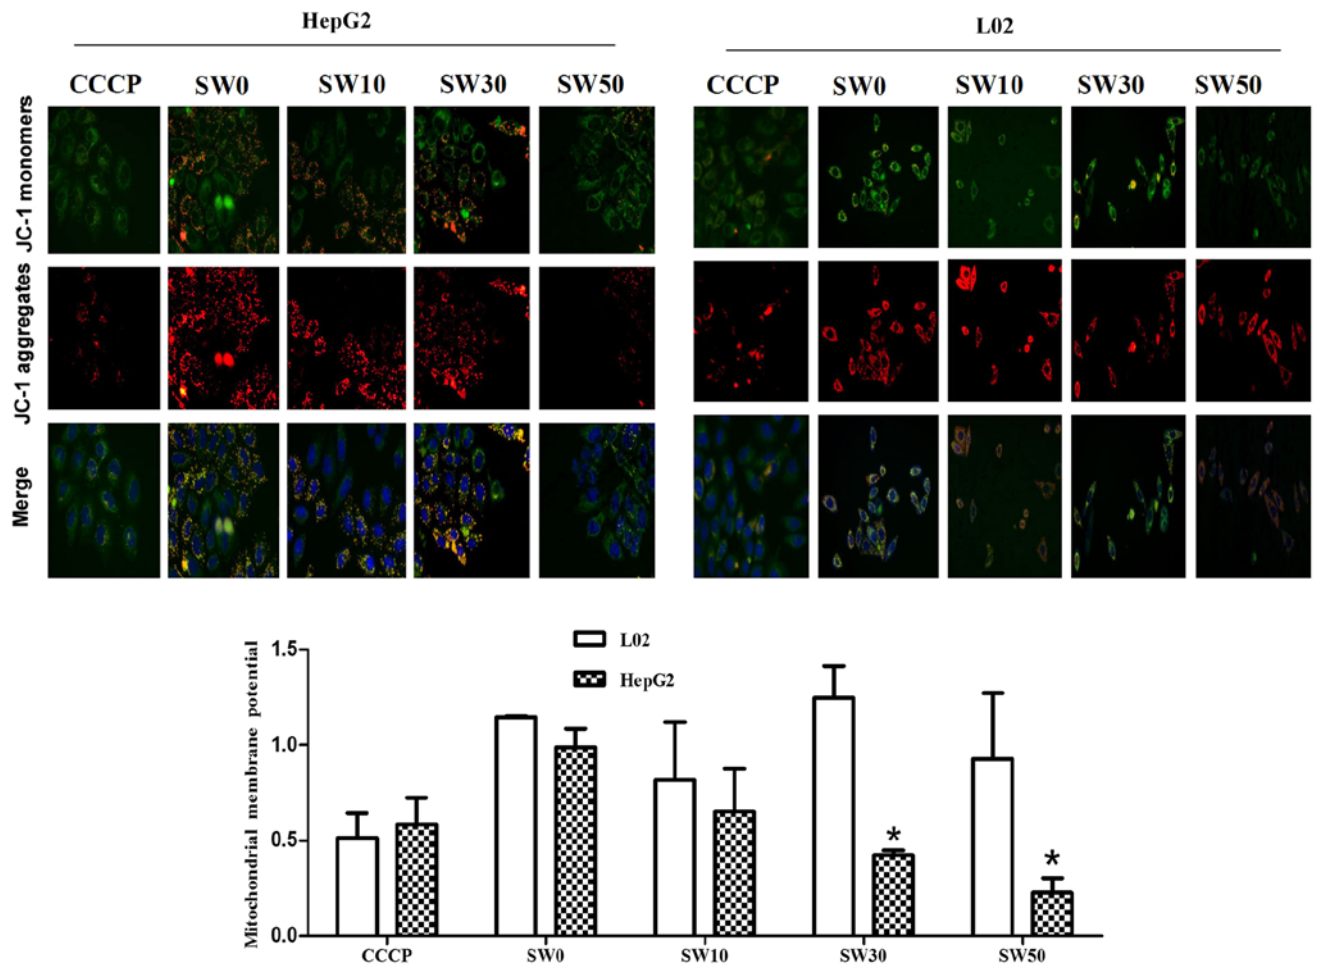 HepG2
L02
CCCP SW0 SW10 SW30 SW50
CCCP SW0 SW10 SW30 SW50
JC-1 monomers
JC-1 aggregates
Merge
Mitochondrial membrane potential
1.5
1.0
0.5
0.0
L02
HepG2
*
*
CCCP SW0 SW10 SW30 SW50